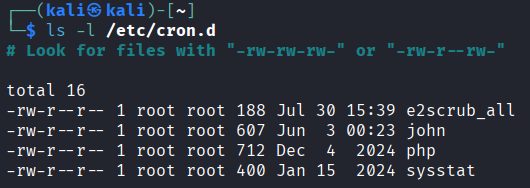 ┌──(kali㉿kali)-[~]
└─$ ls -l /etc/cron.d
# Look for files with "-rw-rw-rw-" or "-rw-r--rw-"

total 16
-rw-r--r-- 1 root root 188 Jul 30 15:39 e2scrub_all
-rw-r--r-- 1 root root 607 Jun  3 00:23 john
-rw-r--r-- 1 root root 712 Dec  4  2024 php
-rw-r--r-- 1 root root 400 Jan 15  2024 sysstat